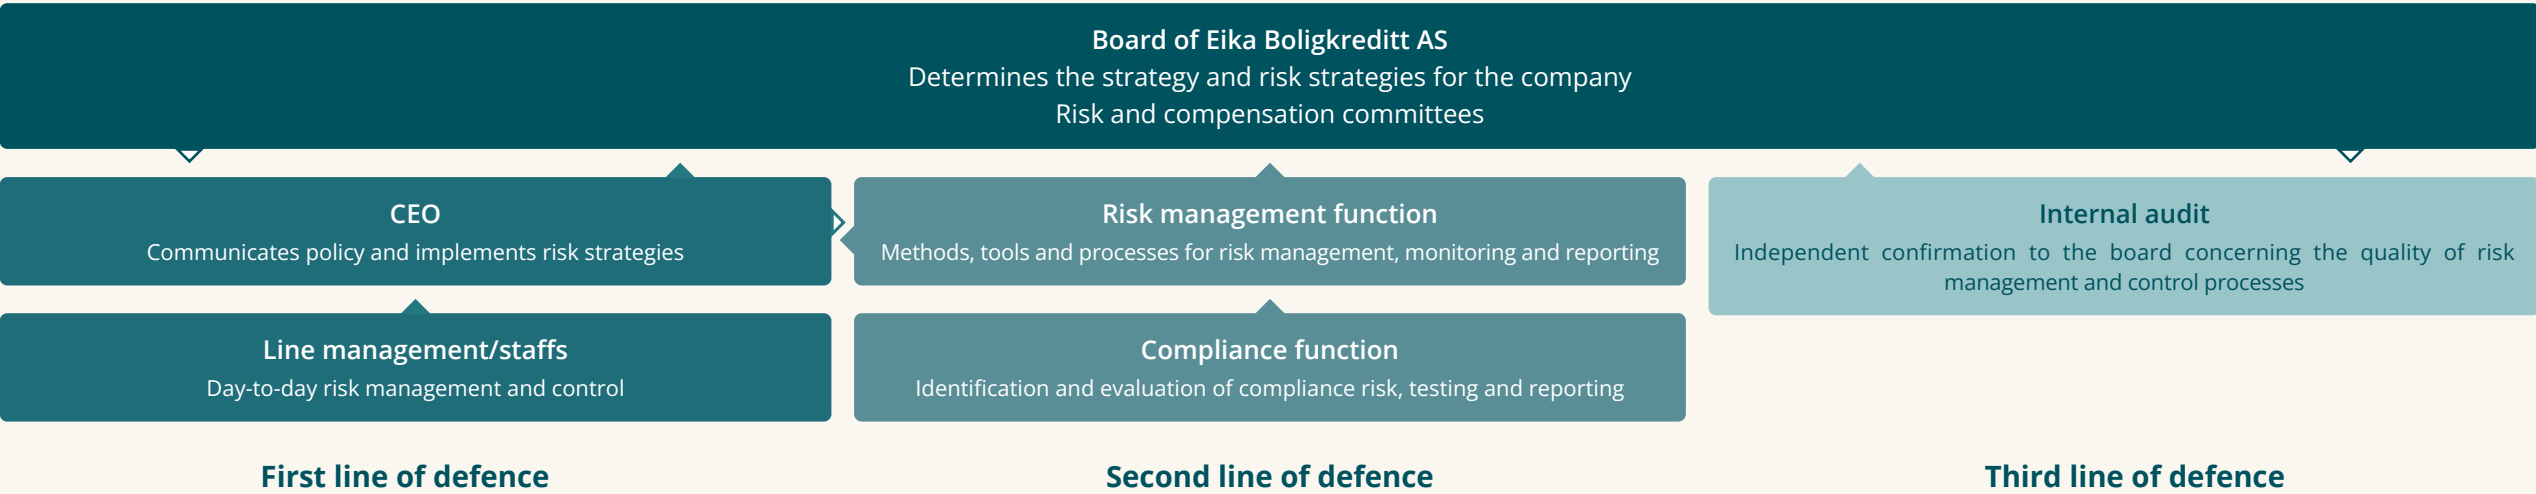 Board of Eika Boligkreditt AS
Determines the strategy and risk strategies for the company
Risk and compensation committees
CEO
Communicates policy and implements risk strategies
Risk management function
Methods, tools and processes for risk management, monitoring and reporting
Internal audit
Independent confirmation to the board concerning the quality of risk
management and control processes
Line management/staffs
Day-to-day risk management and control
Compliance function
Identification and evaluation of compliance risk, testing and reporting
First line of defence
Second line of defence
Third line of defence